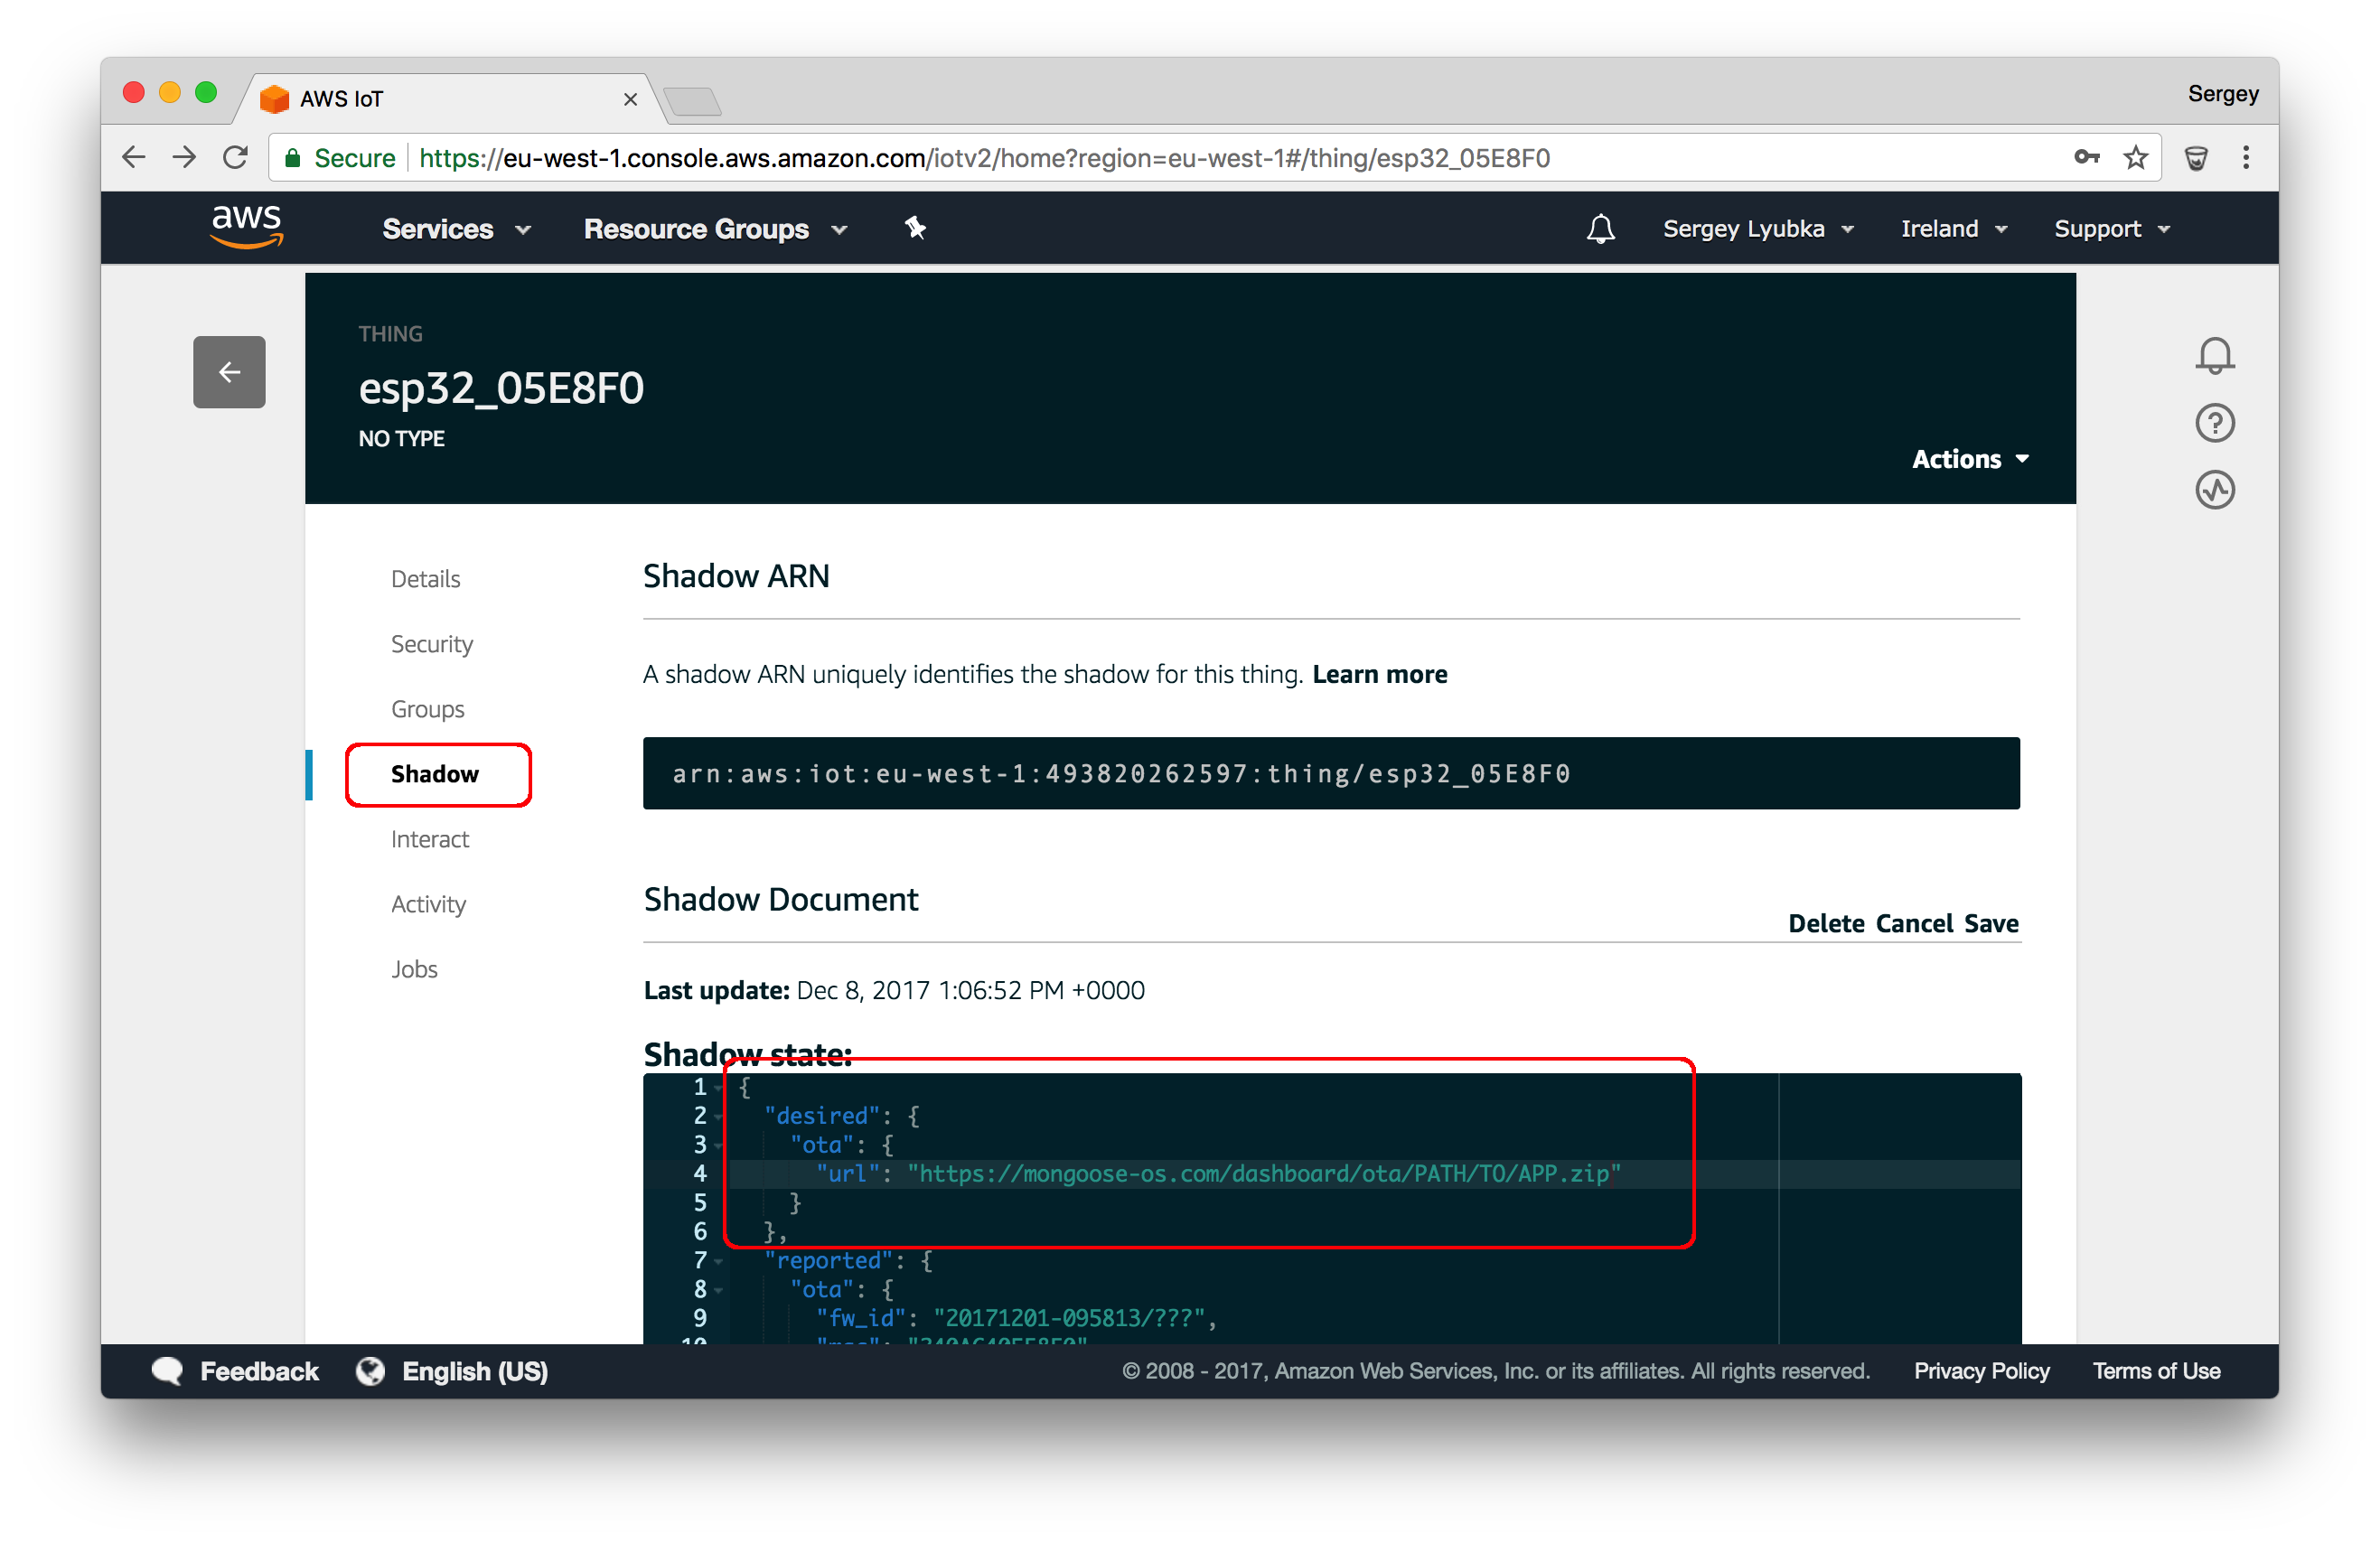 AWS IoT
Sergey
Secure https://eu-west-1.console.aws.amazon.com/iotv2/home?region=eu-west-1#/thing/esp32_05E8F0
aws Services Resource Groups Sergey Lyubka Ireland Support
THING
esp32_05E8F0
NO TYPE
Actions
Details
Security
Groups
Shadow
Interact
Activity
Jobs
Shadow ARN
A shadow ARN uniquely identifies the shadow for this thing. Learn more
arn:aws:iot:eu-west-1:493820262597:thing/esp32_05E8F0
Shadow Document
Delete Cancel Save
Last update: Dec 8, 2017 1:06:52 PM +0000
Shadow state:
1 {
2 "desired": {
3 "ota": {
4 "url": "https://mongoose-os.com/dashboard/ota/PATH/TO/APP.zip"
5 }
6 },
7 "reported": {
8 "ota": {
9 "fw_id": "20171201-095813/???",
10
Feedback English (US) © 2008 - 2017, Amazon Web Services, Inc. or its affiliates. All rights reserved. Privacy Policy Terms of Use